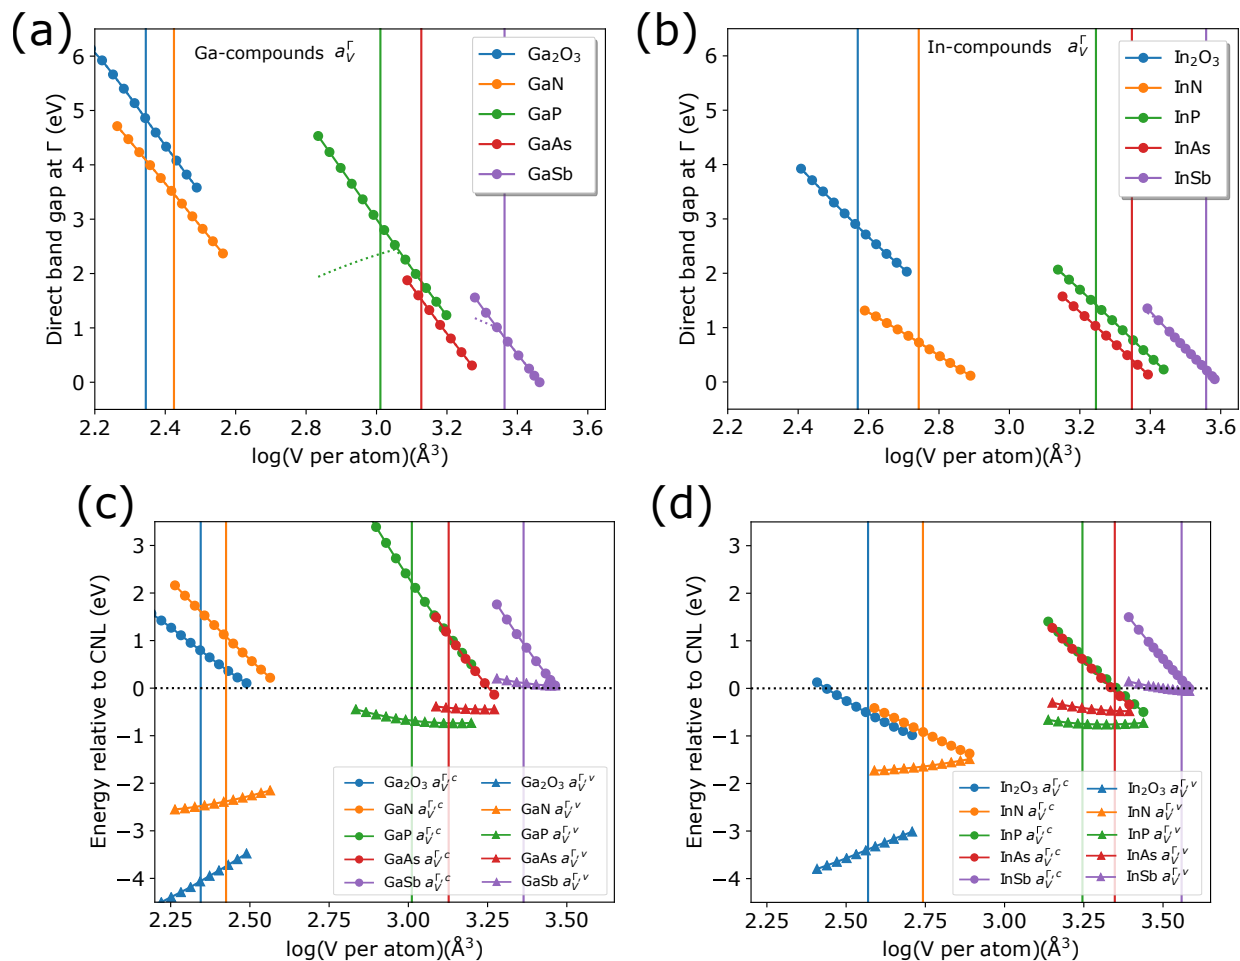 (a)
Ga-compounds a_V^Γ
Ga₂O₃
GaN
GaP
GaAs
GaSb
Direct band gap at Γ (eV)
6
5
4
3
2
1
0
2.2 2.4 2.6 2.8 3.0 3.2 3.4 3.6
log(V per atom)(Å³)
(b)
In-compounds a_V^Γ
In₂O₃
InN
InP
InAs
InSb
Direct band gap at Γ (eV)
6
5
4
3
2
1
0
2.2 2.4 2.6 2.8 3.0 3.2 3.4 3.6
log(V per atom)(Å³)
(c)
Energy relative to CNL (eV)
3
2
1
0
−1
−2
−3
−4
Ga₂O₃ a_V^{Γ,c} Ga₂O₃ a_V^{Γ,v}
GaN a_V^{Γ,c} GaN a_V^{Γ,v}
GaP a_V^{Γ,c} GaP a_V^{Γ,v}
GaAs a_V^{Γ,c} GaAs a_V^{Γ,v}
GaSb a_V^{Γ,c} GaSb a_V^{Γ,v}
2.25 2.50 2.75 3.00 3.25 3.50
log(V per atom)(Å³)
(d)
Energy relative to CNL (eV)
3
2
1
0
−1
−2
−3
−4
In₂O₃ a_V^{Γ,c} In₂O₃ a_V^{Γ,v}
InN a_V^{Γ,c} InN a_V^{Γ,v}
InP a_V^{Γ,c} InP a_V^{Γ,v}
InAs a_V^{Γ,c} InAs a_V^{Γ,v}
InSb a_V^{Γ,c} InSb a_V^{Γ,v}
2.25 2.50 2.75 3.00 3.25 3.50
log(V per atom)(Å³)